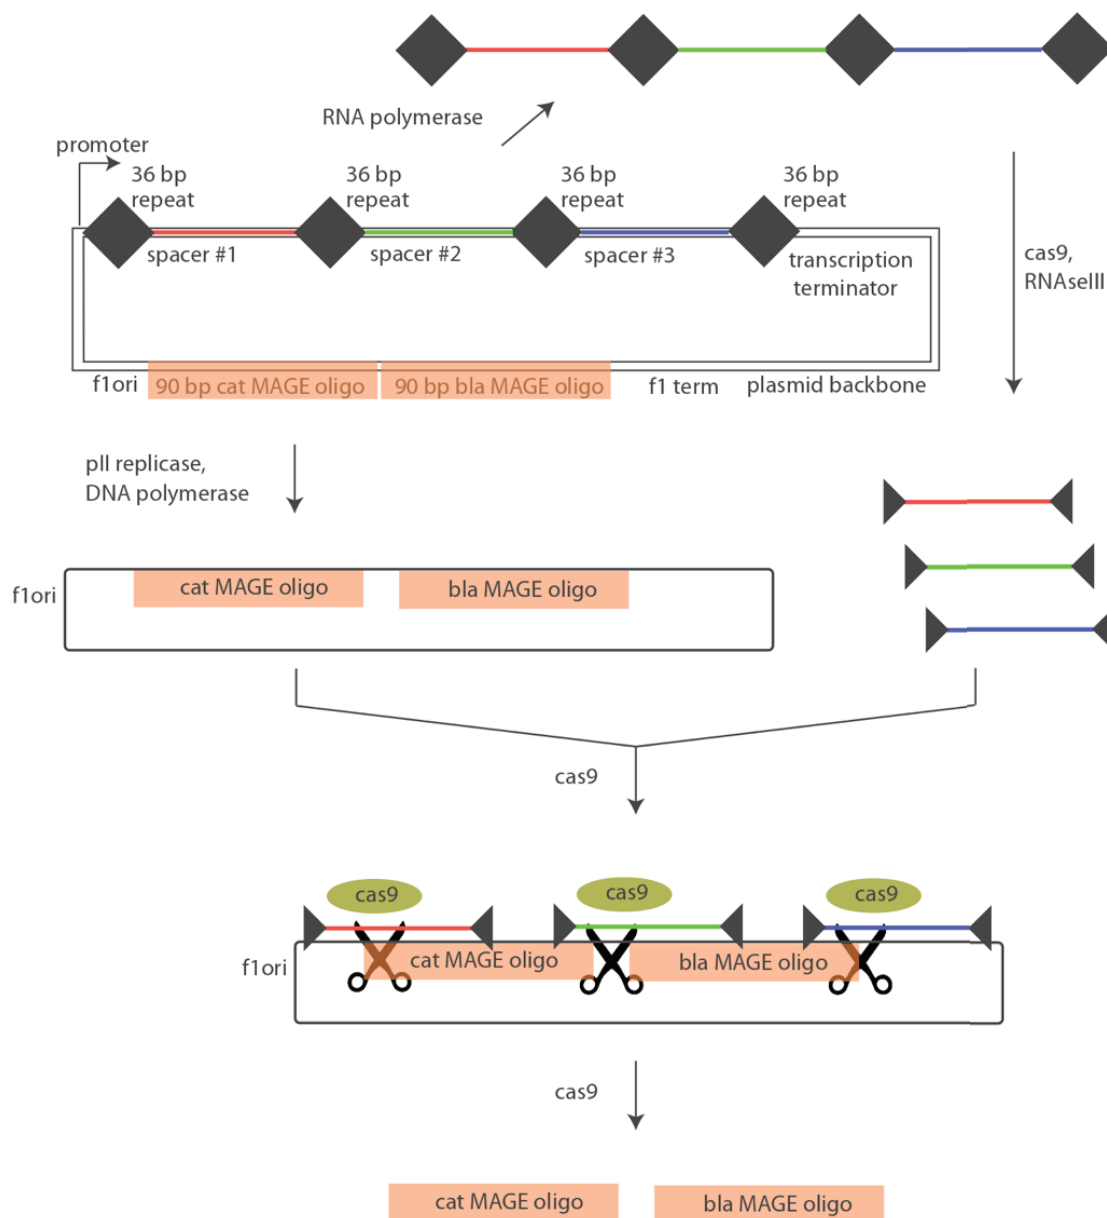 RNA polymerase
promoter
36 bp
repeat
36 bp
repeat
36 bp
repeat
36 bp
repeat
spacer #1
spacer #2
spacer #3
transcription
terminator
cas9,
RNAseIII
f1ori
90 bp cat MAGE oligo
90 bp bla MAGE oligo
f1 term
plasmid backbone
pII replicase,
DNA polymerase
f1ori
cat MAGE oligo
bla MAGE oligo
cas9
cas9
cas9
cas9
f1ori
cat MAGE oligo
bla MAGE oligo
cas9
cat MAGE oligo
bla MAGE oligo